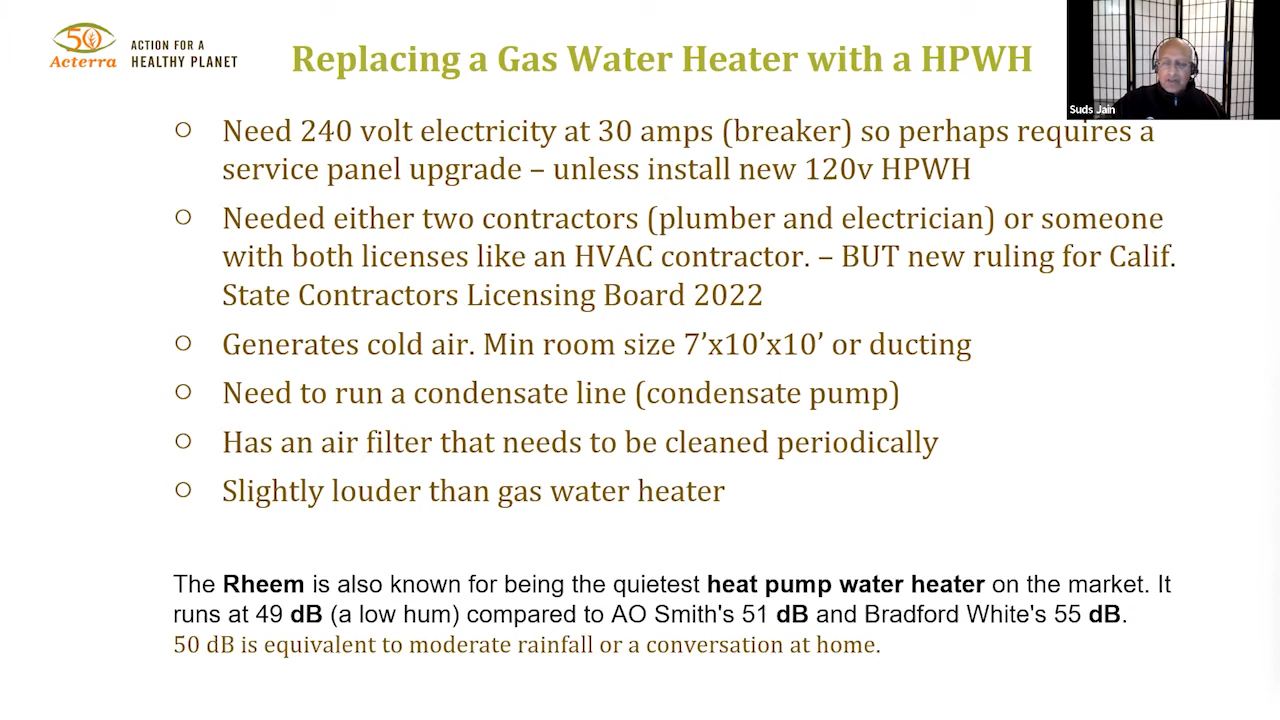 50
Acterra
ACTION FOR A
HEALTHY PLANET
Replacing a Gas Water Heater with a HPWH
Suds Jain
○ Need 240 volt electricity at 30 amps (breaker) so perhaps requires a
service panel upgrade – unless install new 120v HPWH
○ Needed either two contractors (plumber and electrician) or someone
with both licenses like an HVAC contractor. – BUT new ruling for Calif.
State Contractors Licensing Board 2022
○ Generates cold air. Min room size 7’x10’x10’ or ducting
○ Need to run a condensate line (condensate pump)
○ Has an air filter that needs to be cleaned periodically
○ Slightly louder than gas water heater
The Rheem is also known for being the quietest heat pump water heater on the market. It
runs at 49 dB (a low hum) compared to AO Smith's 51 dB and Bradford White's 55 dB.
50 dB is equivalent to moderate rainfall or a conversation at home.